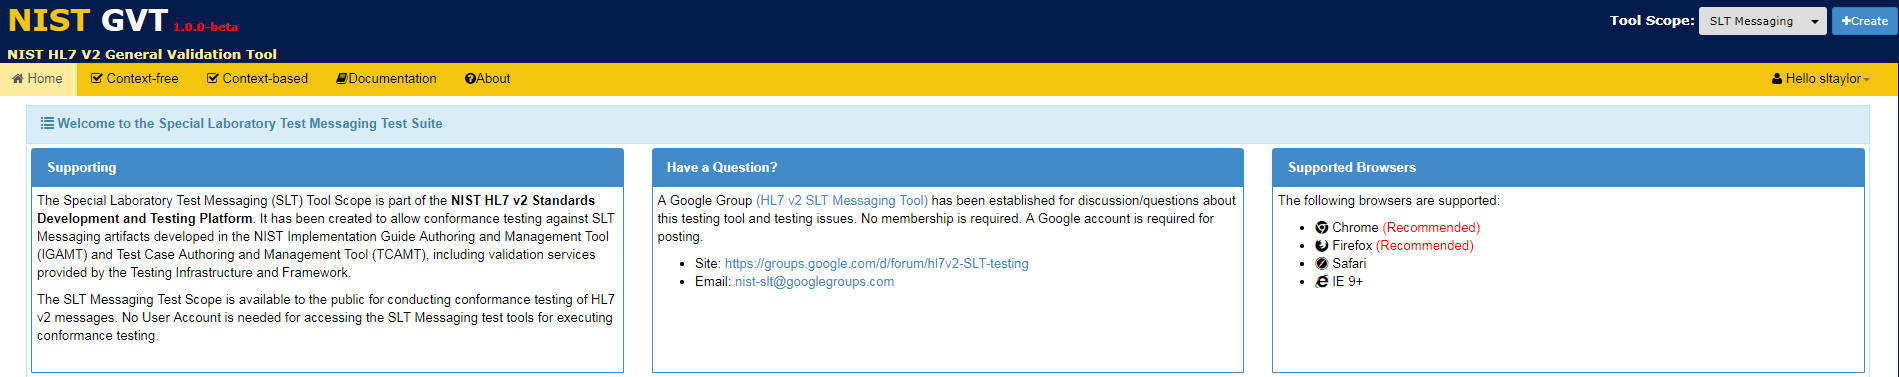 NIST GVT 1.0.0-beta
Tool Scope: SLT Messaging +Create
NIST HL7 V2 General Validation Tool
Home Context-free Context-based Documentation About Hello sltaylor
Welcome to the Special Laboratory Test Messaging Test Suite
Supporting
The Special Laboratory Test Messaging (SLT) Tool Scope is part of the NIST HL7 v2 Standards
Development and Testing Platform. It has been created to allow conformance testing against SLT
Messaging artifacts developed in the NIST Implementation Guide Authoring and Management Tool
(IGAMT) and Test Case Authoring and Management Tool (TCAMT), including validation services
provided by the Testing Infrastructure and Framework.
The SLT Messaging Test Scope is available to the public for conducting conformance testing of HL7
v2 messages. No User Account is needed for accessing the SLT Messaging test tools for executing
conformance testing.
Have a Question?
A Google Group (HL7 v2 SLT Messaging Tool) has been established for discussion/questions about
this testing tool and testing issues. No membership is required. A Google account is required for
posting.
• Site: https://groups.google.com/d/forum/hl7v2-SLT-testing
• Email: nist-slt@googlegroups.com
Supported Browsers
The following browsers are supported:
• Chrome (Recommended)
• Firefox (Recommended)
• Safari
• IE 9+